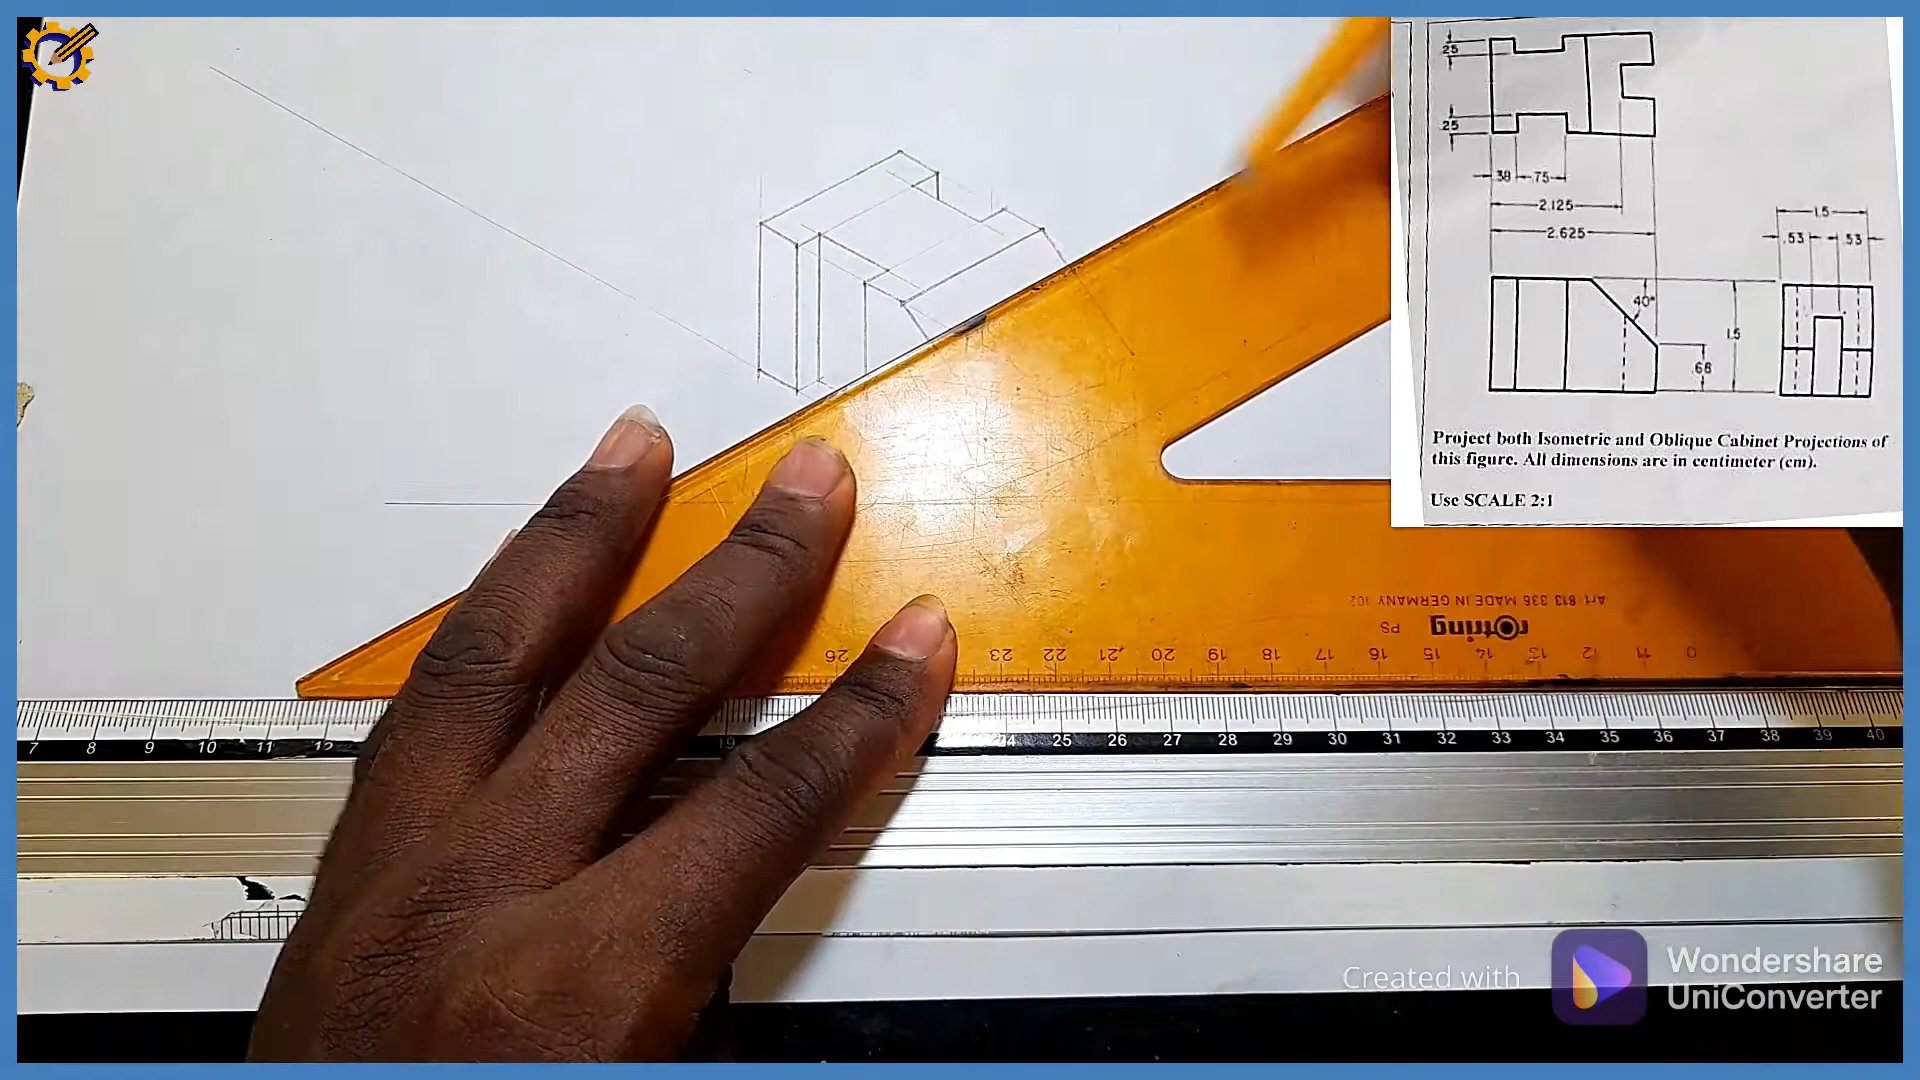 .25
.25
.38
.75
2.125
2.625
1.5
.53
.53
40°
1.5
.68
Project both Isometric and Oblique Cabinet Projections of
this figure. All dimensions are in centimeter (cm).
Use SCALE 2:1
Art 813 336 MADE IN GERMANY 102
rotring PS
26 23 22 21 20 19 18 17 16 15 14 13 12 11 0
7 8 9 10 11 12 19 24 25 26 27 28 29 30 31 32 33 34 35 36 37 38 39 40
Created with
Wondershare
UniConverter